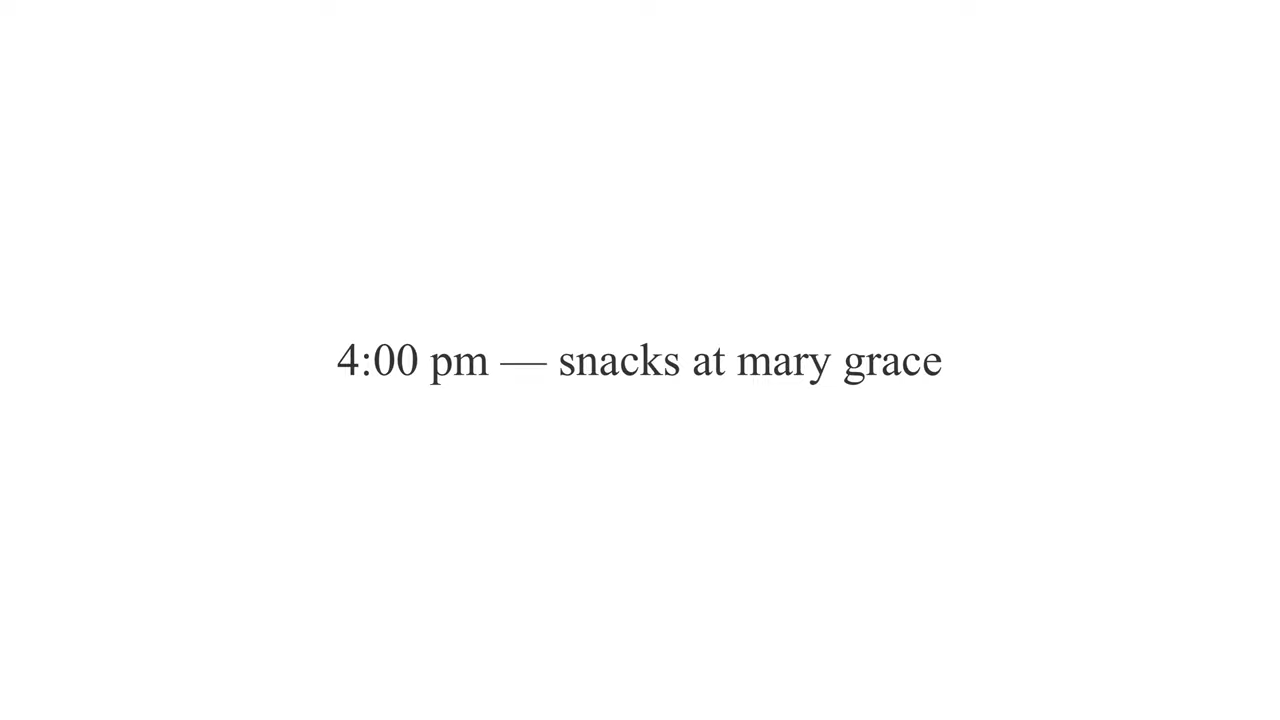 4:00 pm — snacks at mary grace